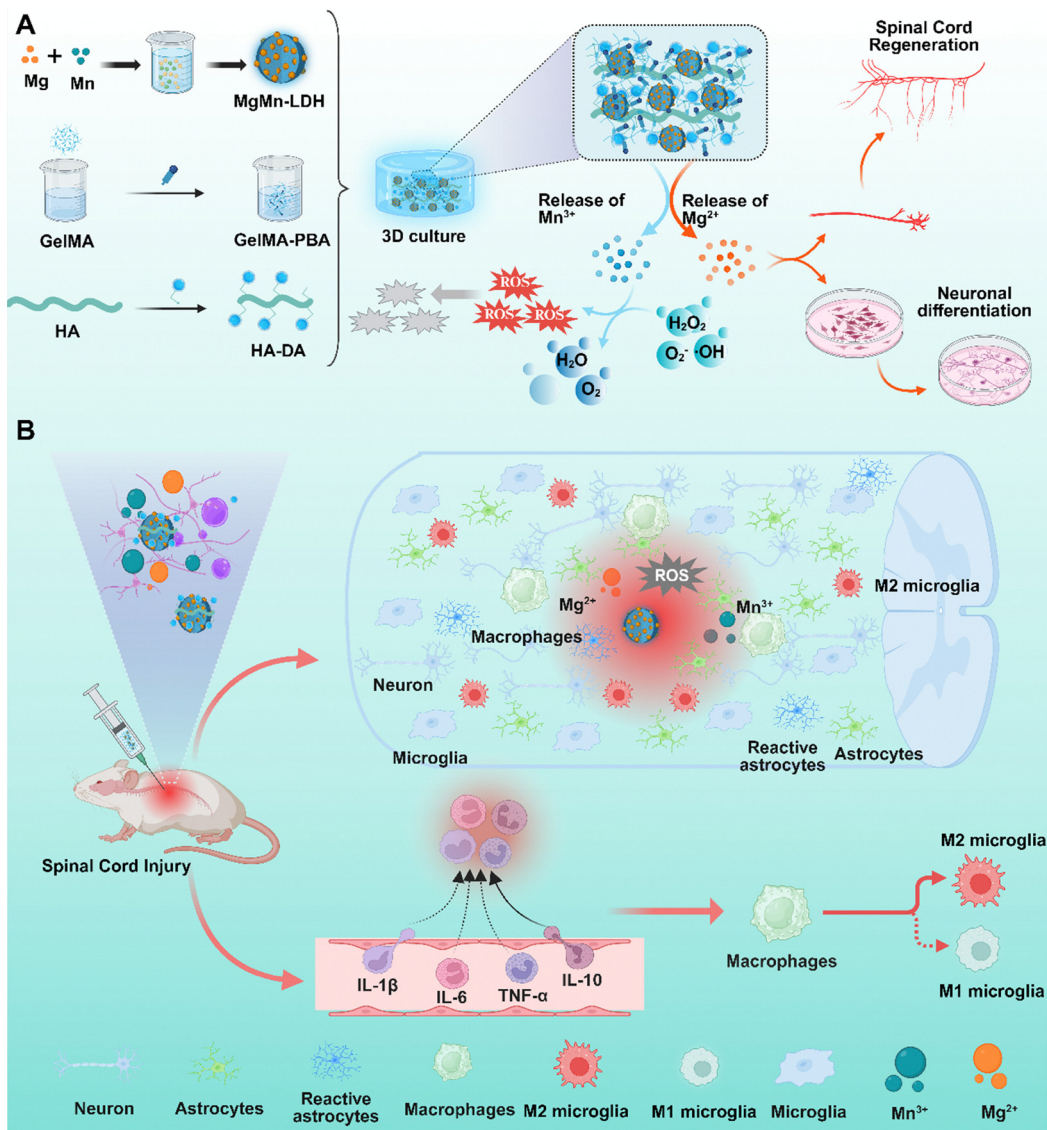 A
Mg + Mn
MgMn-LDH
GelMA
GelMA-PBA
HA
HA-DA
3D culture
Release of
Mn³⁺
Release of
Mg²⁺
ROS
ROS ROS
H₂O₂
O₂⁻ ·OH
H₂O
O₂
Spinal Cord
Regeneration
Neuronal
differentiation
B
Spinal Cord Injury
ROS
Mg²⁺
Mn³⁺
Macrophages
Neuron
Microglia
Reactive
astrocytes
Astrocytes
M2 microglia
IL-1β
IL-6
TNF-α
IL-10
Macrophages
M2 microglia
M1 microglia
Neuron
Astrocytes
Reactive
astrocytes
Macrophages
M2 microglia
M1 microglia
Microglia
Mn³⁺
Mg²⁺